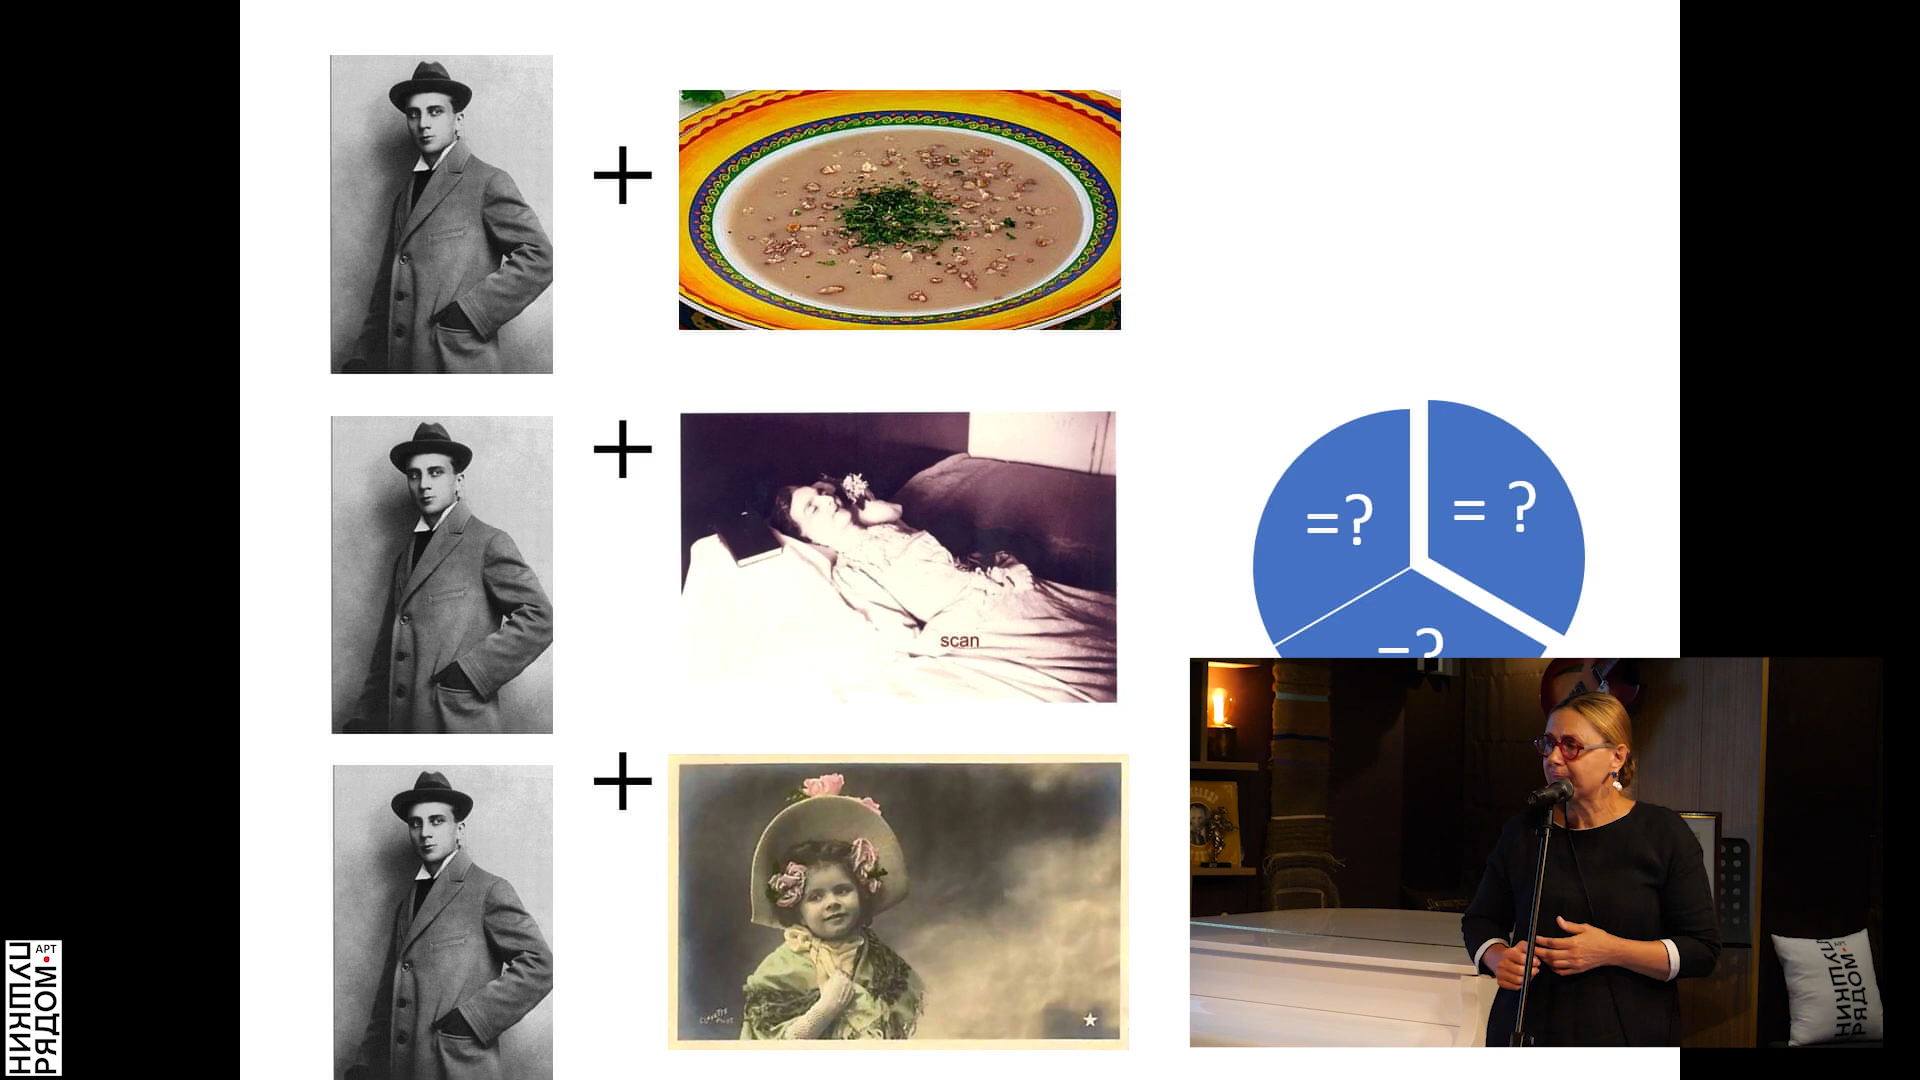 +
=?
= ?
=?
+
scan
+
ПУШКИН
РЯДОМ•АРТ
ПУШКИН
РЯДОМ